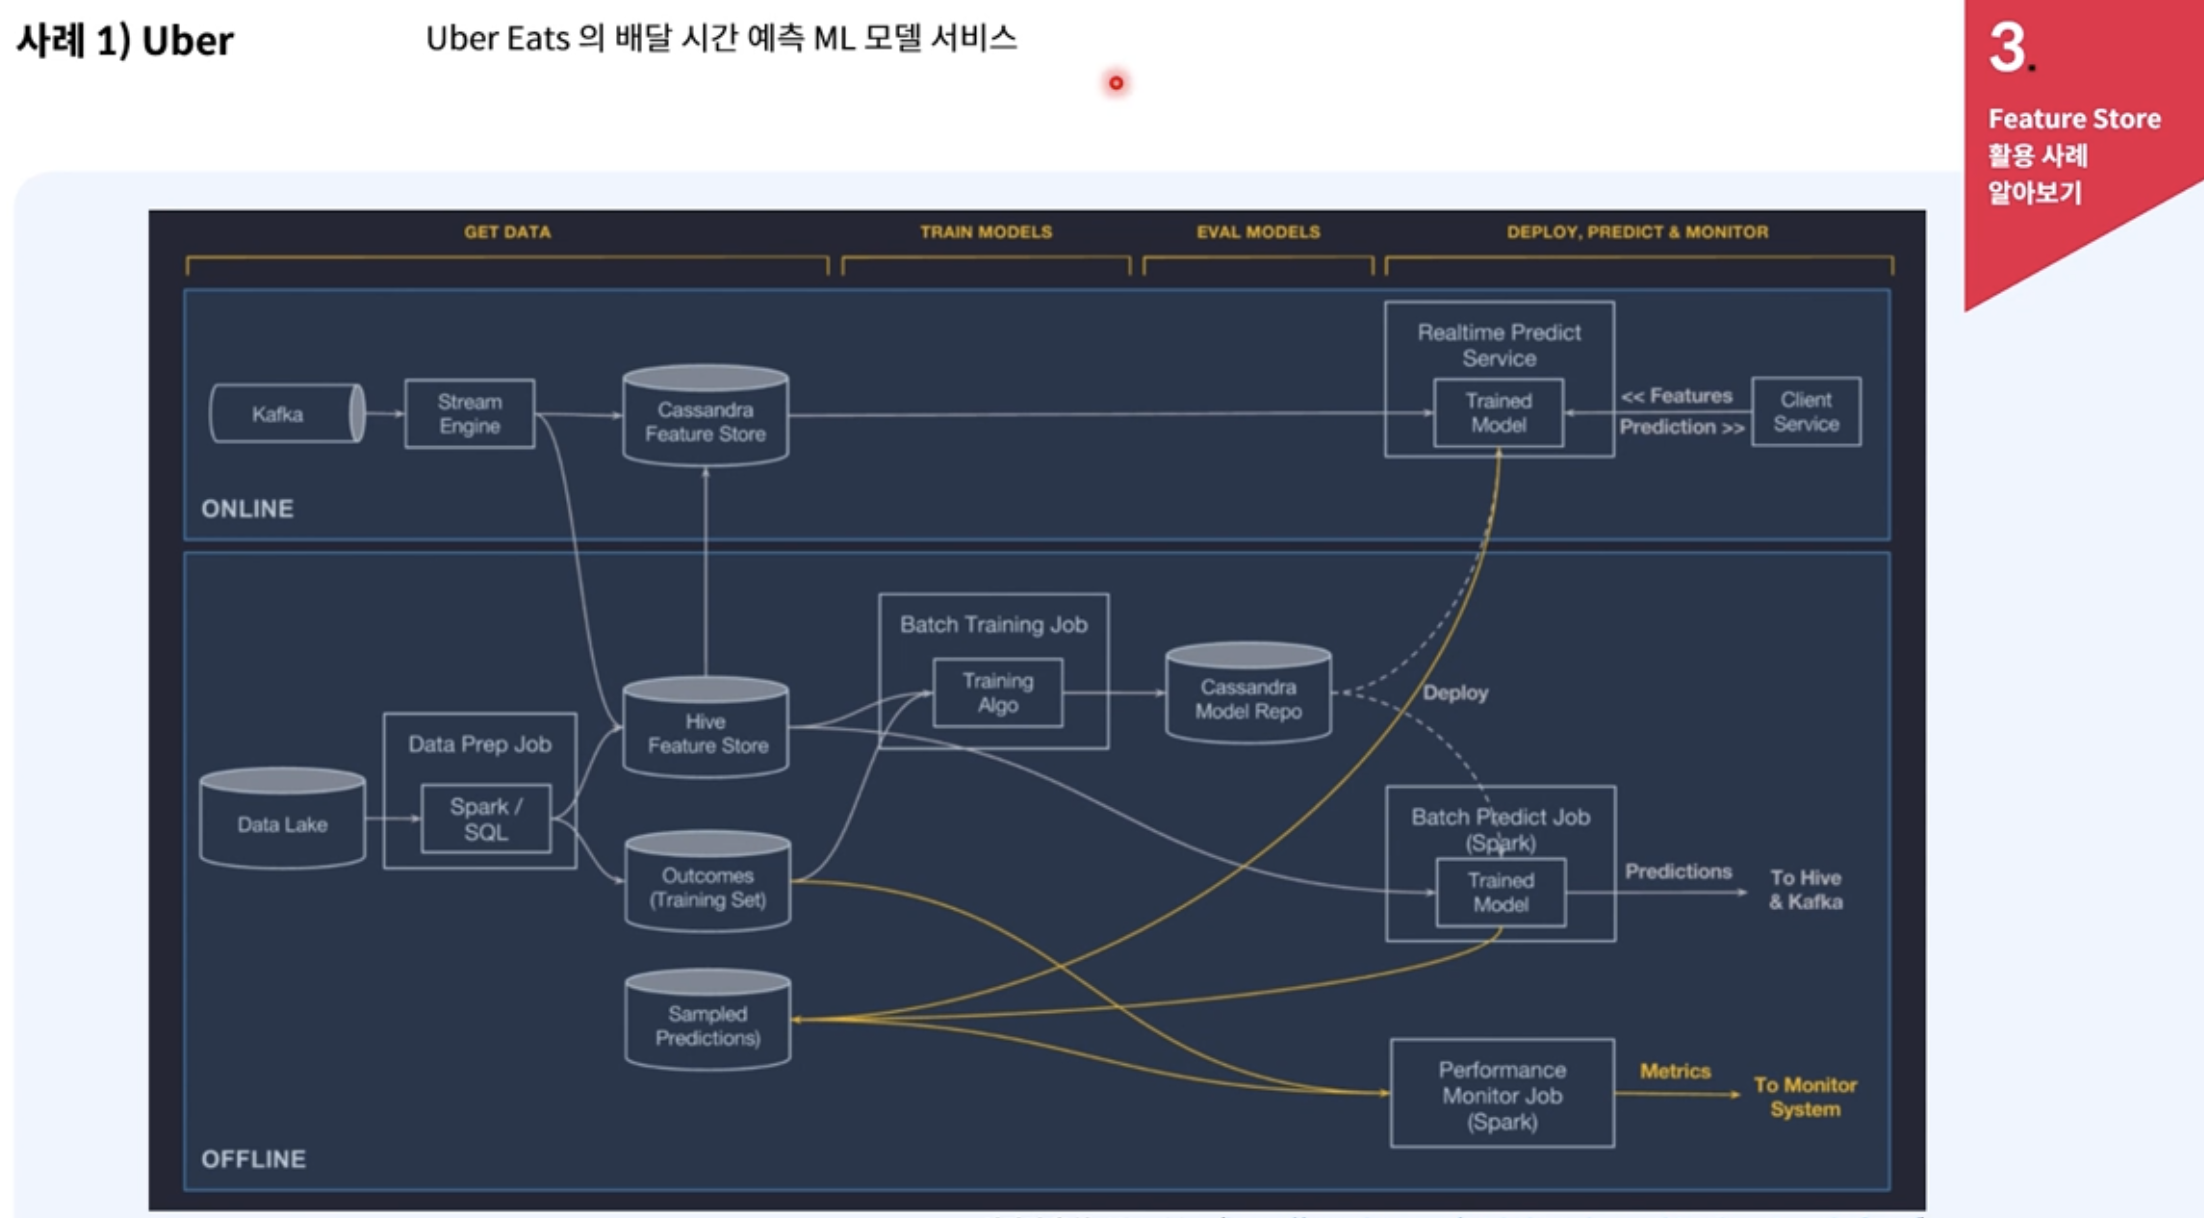 사례 1) Uber
Uber Eats 의 배달 시간 예측 ML 모델 서비스
3.
Feature Store
활용 사례
알아보기
GET DATA
TRAIN MODELS
EVAL MODELS
DEPLOY, PREDICT & MONITOR
Realtime Predict
Service
Kafka
Stream
Engine
Cassandra
Feature Store
Trained
Model
<< Features
Prediction >>
Client
Service
ONLINE
Batch Training Job
Training
Algo
Cassandra
Model Repo
Deploy
Hive
Feature Store
Data Prep Job
Spark /
SQL
Data Lake
Batch Predict Job
(Spark)
Trained
Model
Predictions
To Hive
& Kafka
Outcomes
(Training Set)
Sampled
Predictions)
Performance
Monitor Job
(Spark)
Metrics
To Monitor
System
OFFLINE